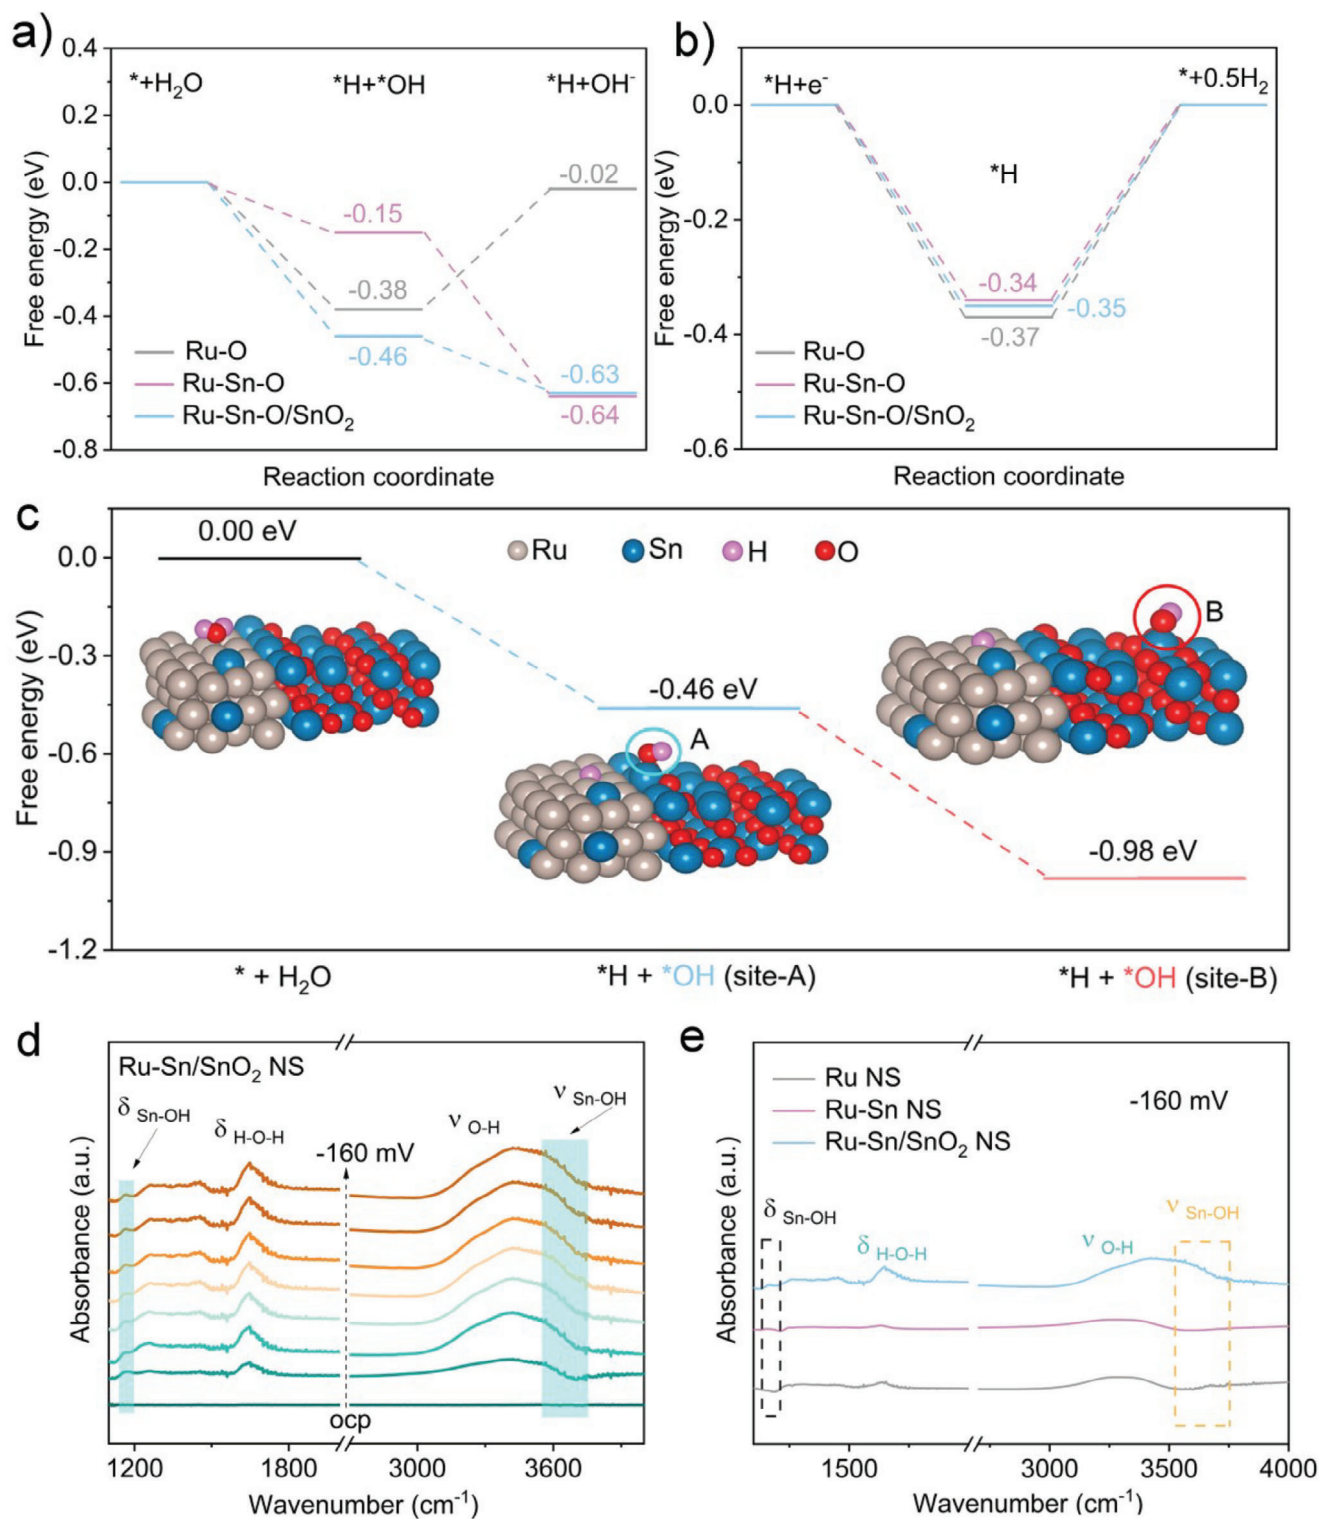 a)
0.4
0.2
0.0
-0.2
-0.4
-0.6
-0.8
Free energy (eV)
*+H₂O
*H+*OH
*H+OH⁻
-0.02
-0.15
-0.38
-0.46
-0.63
-0.64
Ru-O
Ru-Sn-O
Ru-Sn-O/SnO₂
Reaction coordinate
b)
0.0
-0.2
-0.4
-0.6
Free energy (eV)
*H+e⁻
*+0.5H₂
*H
-0.34
-0.35
-0.37
Ru-O
Ru-Sn-O
Ru-Sn-O/SnO₂
Reaction coordinate
c
0.0
-0.3
-0.6
-0.9
-1.2
Free energy (eV)
0.00 eV
Ru
Sn
H
O
B
-0.46 eV
A
-0.98 eV
* + H₂O
*H + *OH (site-A)
*H + *OH (site-B)
d
Ru-Sn/SnO₂ NS
δ Sn-OH
δ H-O-H
ν O-H
ν Sn-OH
-160 mV
ocp
Absorbance (a.u.)
1200
1800
3000
3600
Wavenumber (cm⁻¹)
e
Ru NS
Ru-Sn NS
Ru-Sn/SnO₂ NS
-160 mV
δ Sn-OH
δ H-O-H
ν O-H
ν Sn-OH
Absorbance (a.u.)
1500
3000
3500
4000
Wavenumber (cm⁻¹)